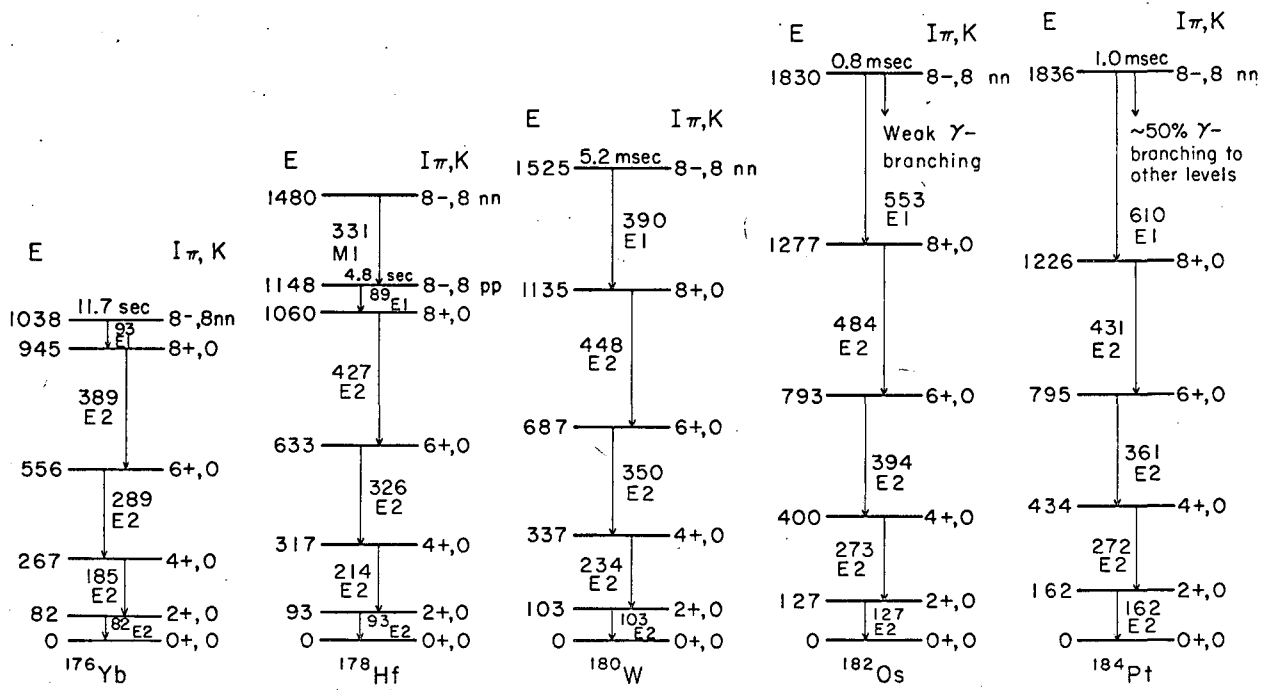 E Iπ, K
11.7 sec
1038 8-,8nn
93
E1
945 8+,0
389
E2
556 6+,0
289
E2
267 4+,0
185
E2
82 2+,0
82 E2
0 0+,0
176Yb
E Iπ,K
1480 8-,8 nn
331
M1
4.8 sec
1148 8-,8 pp
89 E1
1060 8+,0
427
E2
633 6+,0
326
E2
317 4+,0
214
E2
93 2+,0
93 E2
0 0+,0
178Hf
E Iπ,K
5.2 msec
1525 8-,8 nn
390
E1
1135 8+,0
448
E2
687 6+,0
350
E2
337 4+,0
234
E2
103 2+,0
103 E2
0 0+,0
180W
E Iπ,K
0.8 msec
1830 8-,8 nn
Weak γ-
branching
553
E1
1277 8+,0
484
E2
793 6+,0
394
E2
400 4+,0
273
E2
127 2+,0
127
E2
0 0+,0
182Os
E Iπ,K
1.0 msec
1836 8-,8 nn
~50% γ-
branching to
other levels
610
E1
1226 8+,0
431
E2
795 6+,0
361
E2
434 4+,0
272
E2
162 2+,0
162
E2
0 0+,0
184Pt